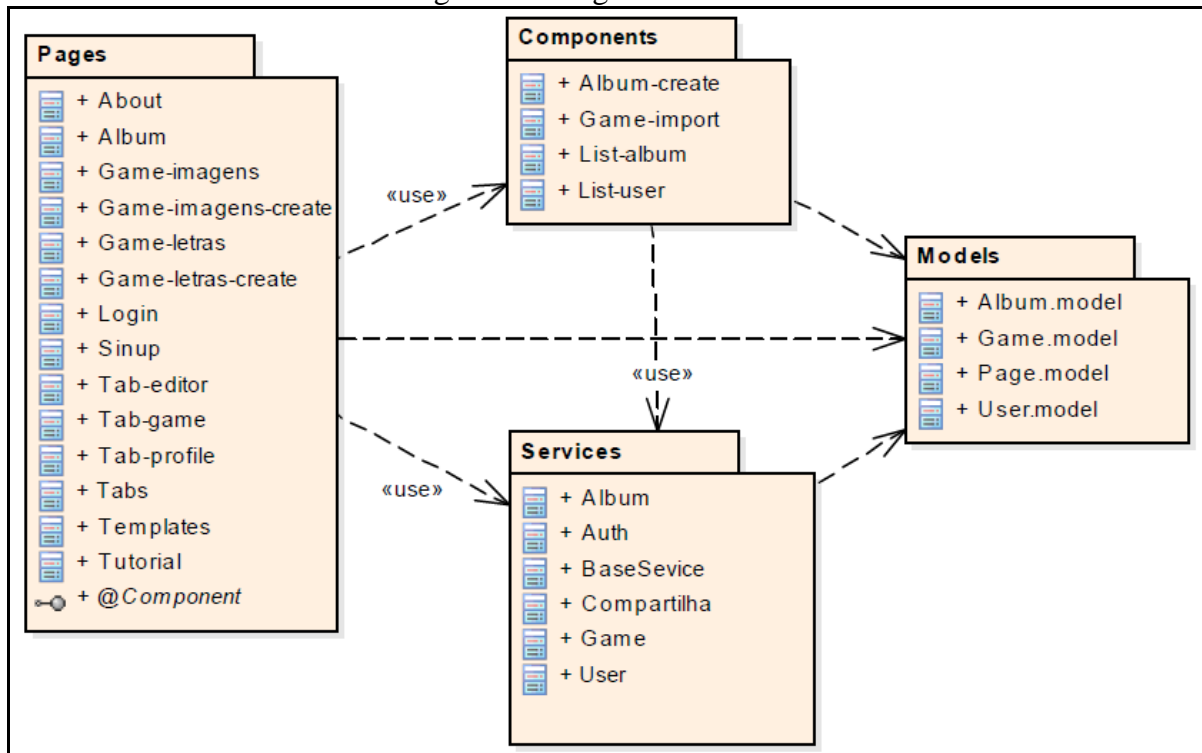 Pages
+ About
+ Album
+ Game-imagens
+ Game-imagens-create
+ Game-letras
+ Game-letras-create
+ Login
+ Sinup
+ Tab-editor
+ Tab-game
+ Tab-profile
+ Tabs
+ Templates
+ Tutorial
+ @Component
Components
+ Album-create
+ Game-import
+ List-album
+ List-user
«use»
«use»
«use»
Models
+ Album.model
+ Game.model
+ Page.model
+ User.model
Services
+ Album
+ Auth
+ BaseSevice
+ Compartilha
+ Game
+ User